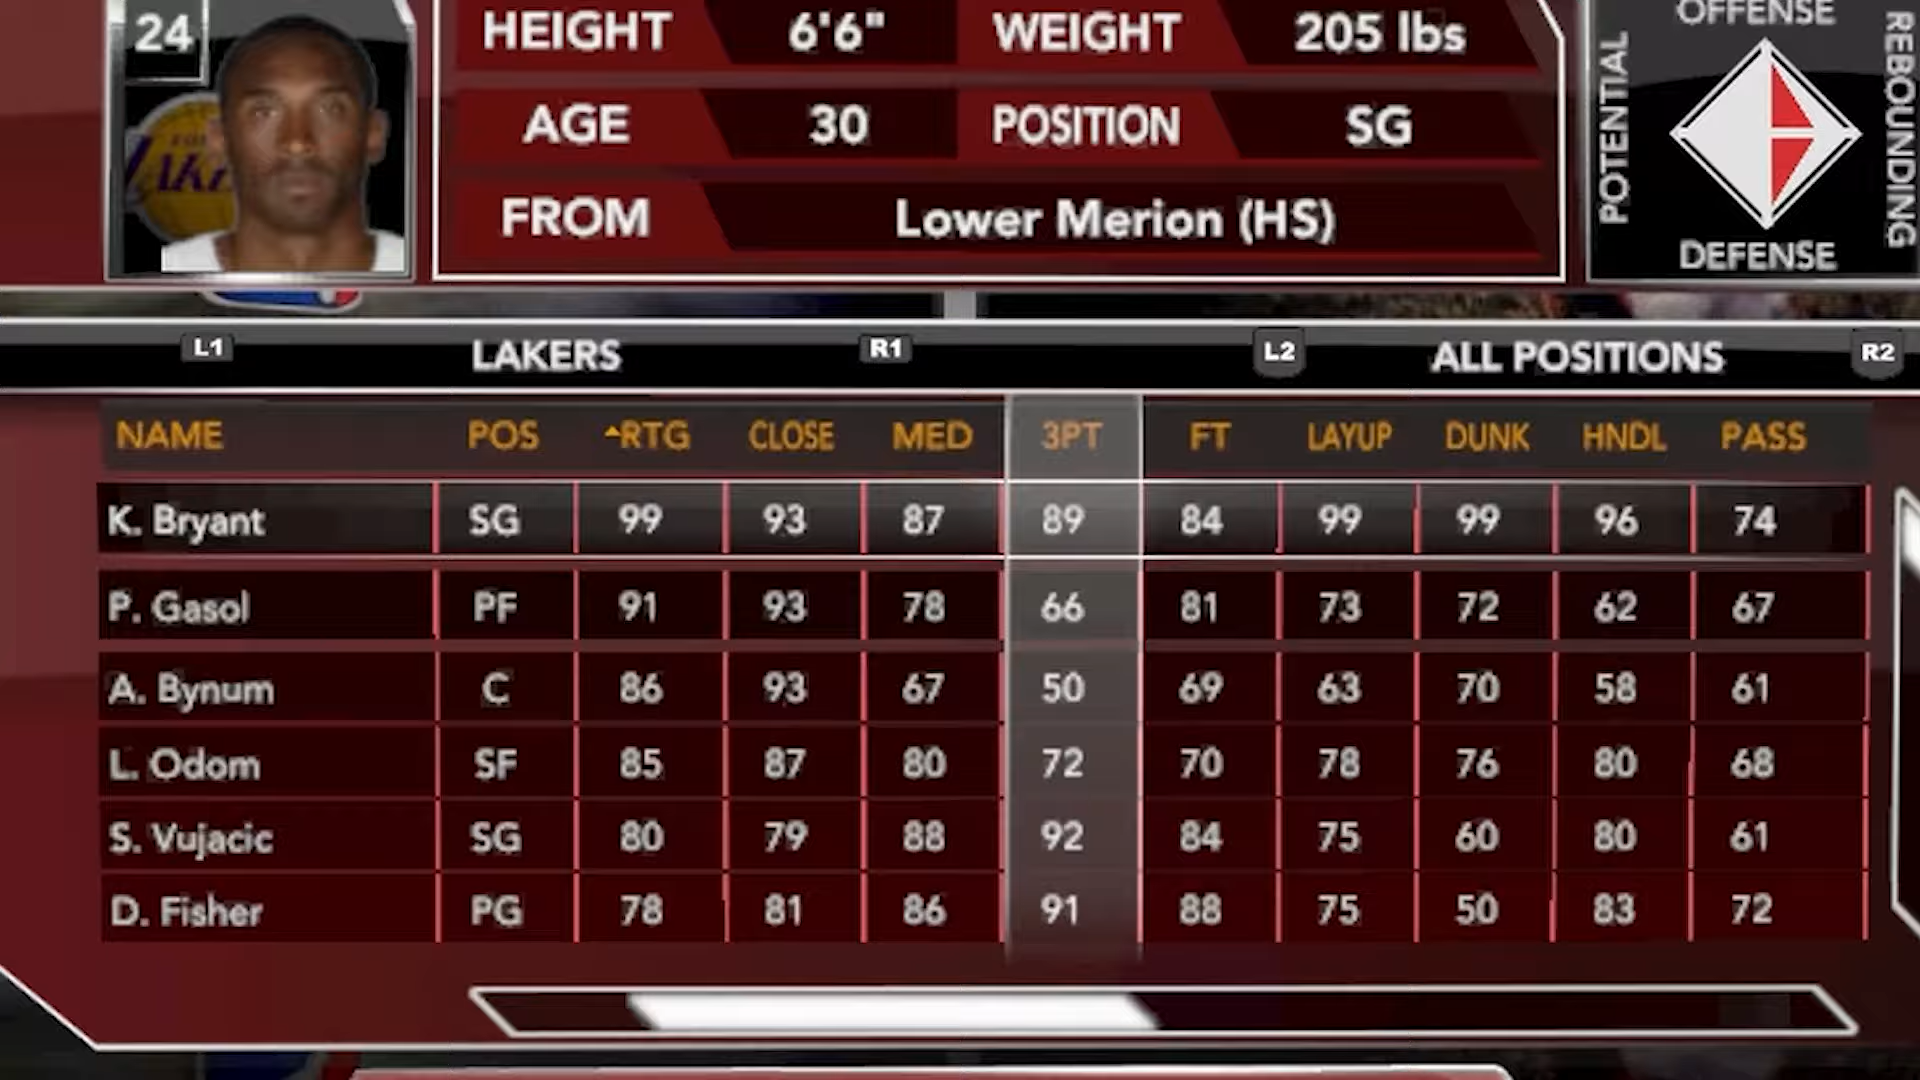 24
HEIGHT 6'6" WEIGHT 205 lbs
AGE 30 POSITION SG
FROM Lower Merion (HS)
OFFENSE
POTENTIAL
REBOUNDING
DEFENSE
L1 LAKERS R1 L2 ALL POSITIONS R2
NAME POS RTG CLOSE MED 3PT FT LAYUP DUNK HNDL PASS
K. Bryant SG 99 93 87 89 84 99 99 96 74
P. Gasol PF 91 93 78 66 81 73 72 62 67
A. Bynum C 86 93 67 50 69 63 70 58 61
L. Odom SF 85 87 80 72 70 78 76 80 68
S. Vujacic SG 80 79 88 92 84 75 60 80 61
D. Fisher PG 78 81 86 91 88 75 50 83 72